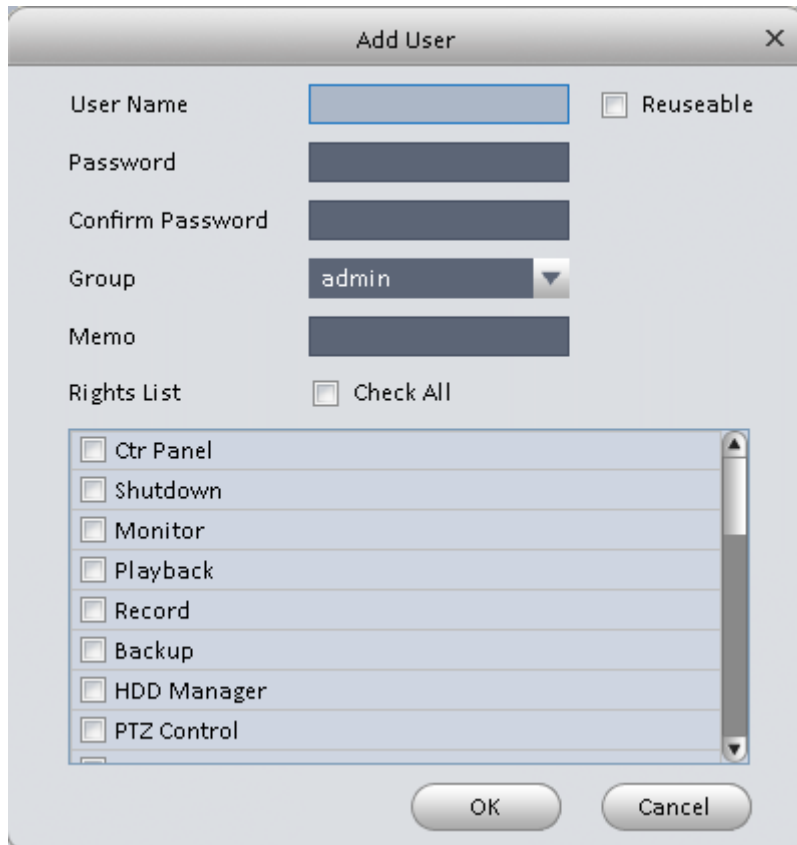 Add User
User Name Reuseable
Password
Confirm Password
Group admin
Memo
Rights List Check All
Ctr Panel
Shutdown
Monitor
Playback
Record
Backup
HDD Manager
PTZ Control
OK Cancel